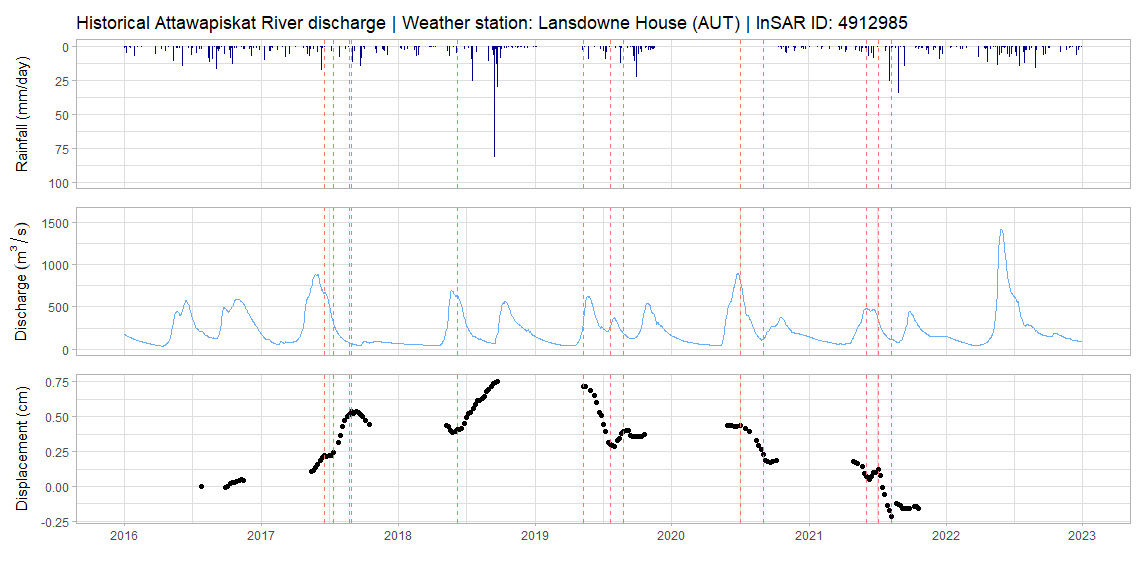 Historical Attawapiskat River discharge | Weather station: Lansdowne House (AUT) | InSAR ID: 4912985
Rainfall (mm/day)
0
25
50
75
100
Discharge (m³ / s)
1500
1000
500
0
Displacement (cm)
0.75
0.50
0.25
0.00
-0.25
2016 2017 2018 2019 2020 2021 2022 2023